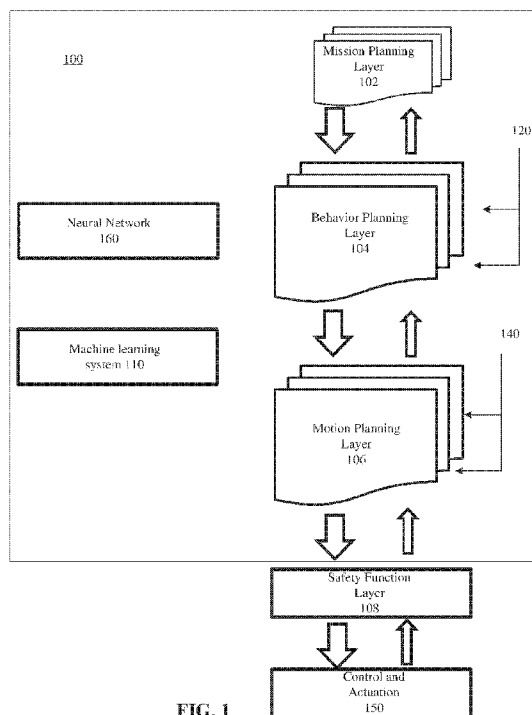 100
Mission Planning
Layer
102
120
Neural Network
160
Behavior Planning
Layer
104
140
Machine learning
system 110
Motion Planning
Layer
106
Safety Function
Layer
108
Control and
Actuation
150
FIG. 1